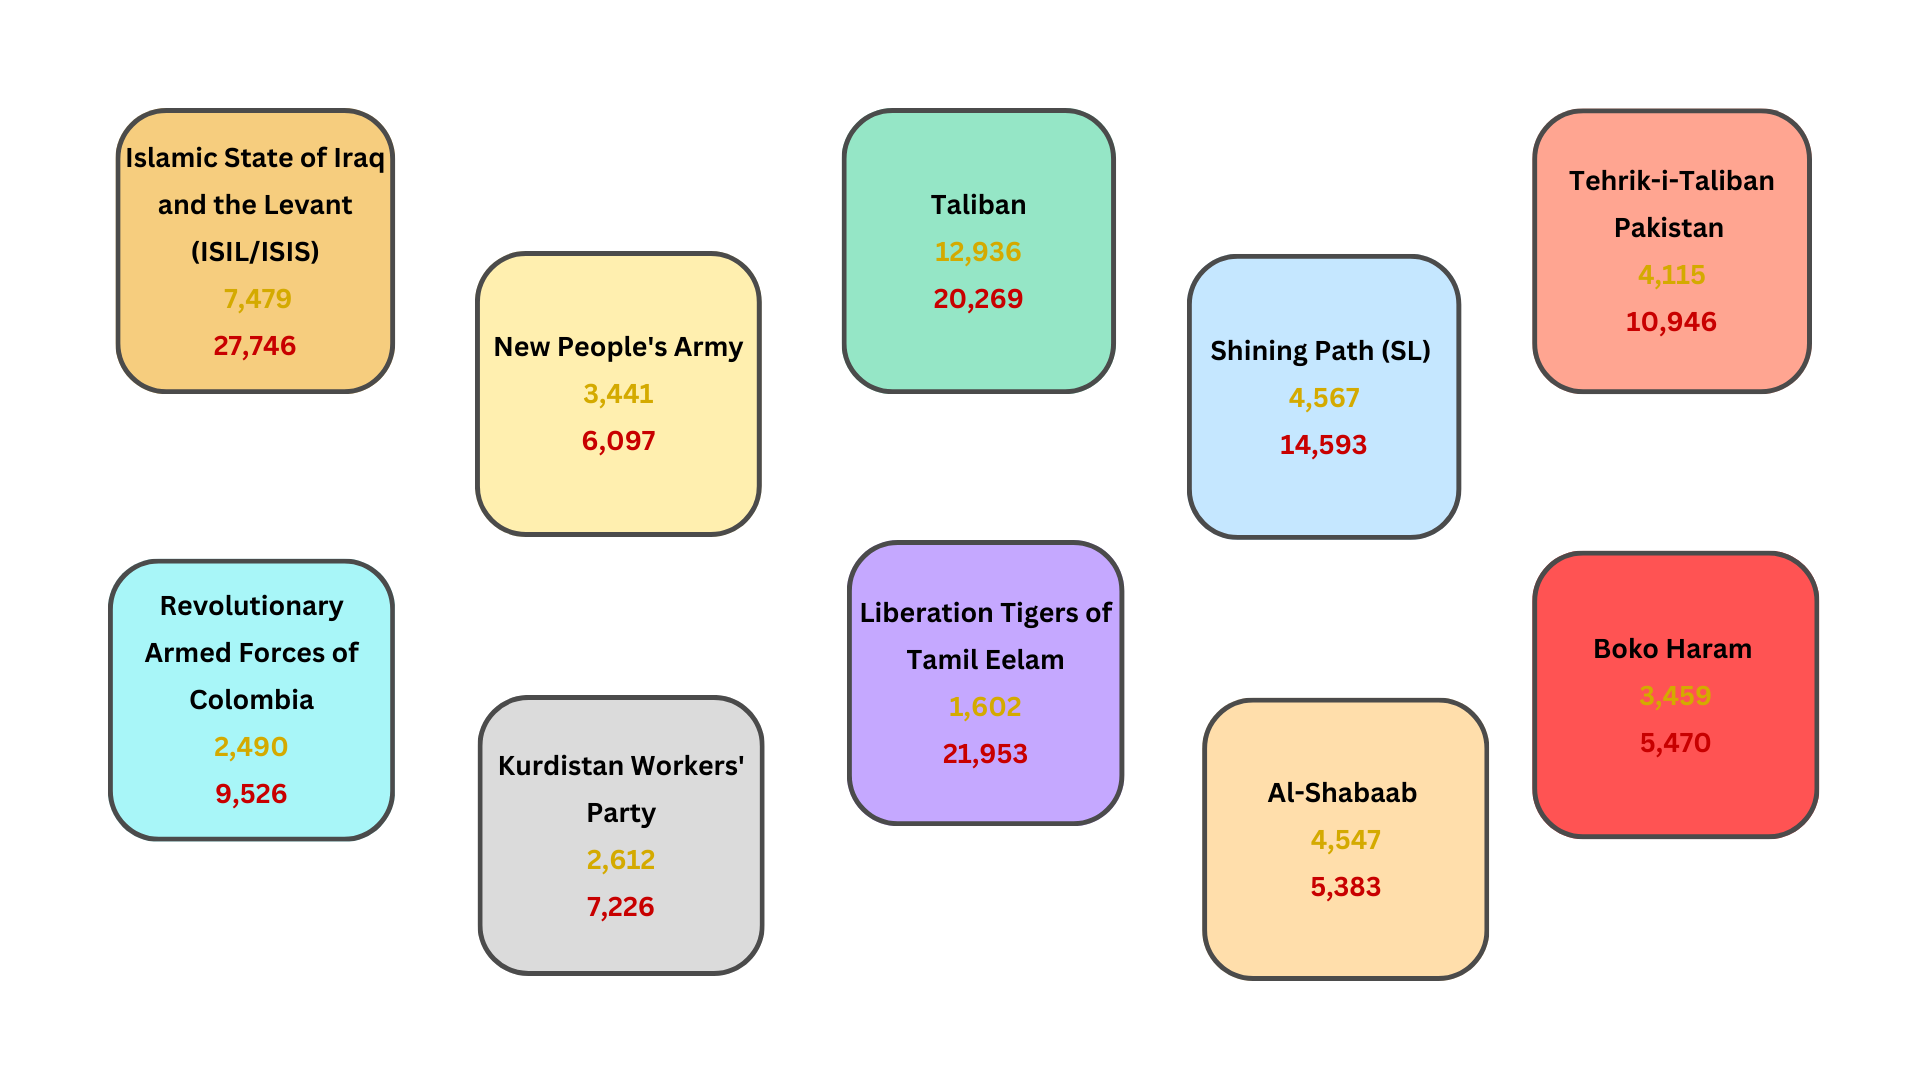 Islamic State of Iraq
and the Levant
(ISIL/ISIS)
7,479
27,746
New People's Army
3,441
6,097
Taliban
12,936
20,269
Shining Path (SL)
4,567
14,593
Tehrik-i-Taliban
Pakistan
4,115
10,946
Revolutionary
Armed Forces of
Colombia
2,490
9,526
Kurdistan Workers'
Party
2,612
7,226
Liberation Tigers of
Tamil Eelam
1,602
21,953
Al-Shabaab
4,547
5,383
Boko Haram
3,459
5,470